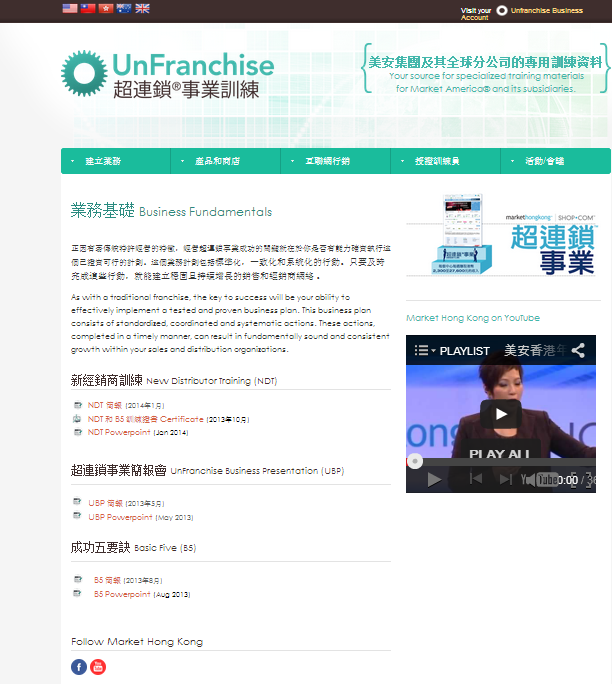 Visit your
Account
Unfranchise Business
UnFranchise
超連鎖®事業訓練
美安集團及其全球分公司的專用訓練資料
Your source for specialized training materials
for Market America® and its subsidiaries.
建立業務
產品和商店
互聯網行銷
授證訓練員
活動/會議
業務基礎 Business Fundamentals
正因有著傳統特許經營的特徵，經營超連鎖事業成功的關鍵就在於你是否有能力確實執行這
個已證實可行的計劃。這個業務計劃包括標準化，一致化和系統化的行動。只要及時
完成這些行動，就能建立穩固且持續增長的銷售和經銷商網絡。
As with a traditional franchise, the key to success will be your ability to
effectively implement a tested and proven business plan. This business plan
consists of standardized, coordinated and systematic actions. These actions,
completed in a timely manner, can result in fundamentally sound and consistent
growth within your sales and distribution organizations.
新經銷商訓練 New Distributor Training (NDT)
NDT 簡報 (2014年1月)
NDT 和 B5 訓練證書 Certificate (2013年10月)
NDT Powerpoint (Jan 2014)
超連鎖事業簡報會 UnFranchise Business Presentation (UBP)
UBP 簡報 (2013年5月)
UBP Powerpoint (May 2013)
成功五要訣 Basic Five (B5)
B5 簡報 (2013年8月)
B5 Powerpoint (Aug 2013)
Follow Market Hong Kong
markethongkong | SHOP•COM
超連鎖
事業
Market Hong Kong on YouTube
PLAYLIST 美安香港年
PLAY ALL
YouTube
0:00 / 36